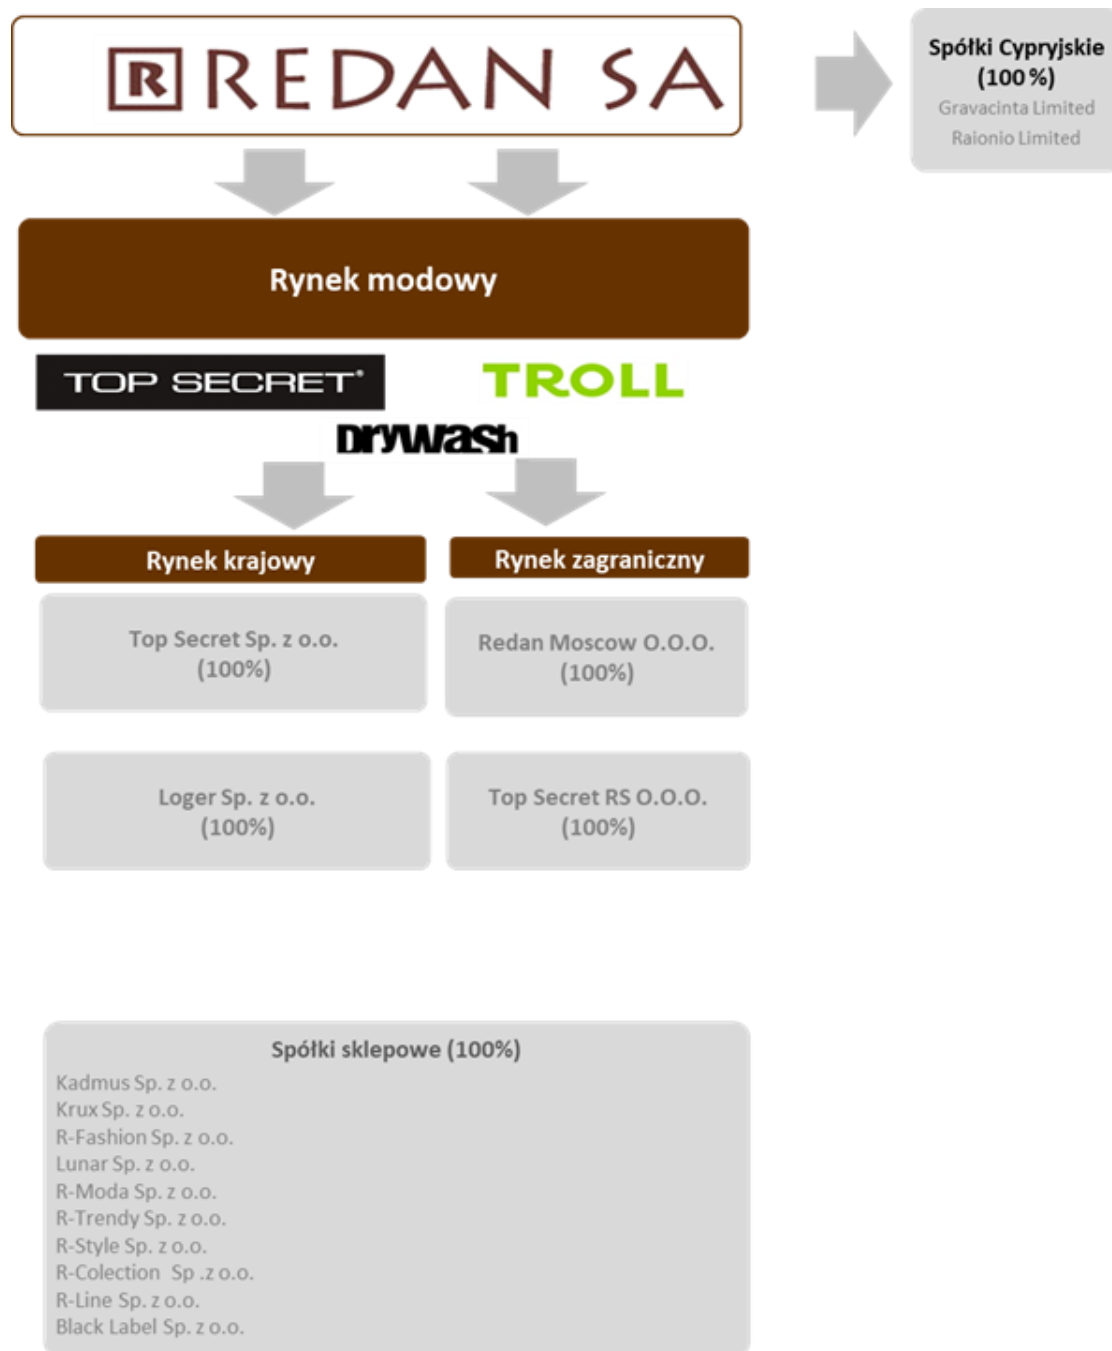 R REDAN SA
Spółki Cypryjskie
(100 %)
Gravacinta Limited
Raionio Limited
Rynek modowy
TOP SECRET®
TROLL
Drywash
Rynek krajowy
Rynek zagraniczny
Top Secret Sp. z o.o.
(100%)
Redan Moscow O.O.O.
(100%)
Loger Sp. z o.o.
(100%)
Top Secret RS O.O.O.
(100%)
Spółki sklepowe (100%)
Kadmus Sp. z o.o.
Krux Sp. z o.o.
R-Fashion Sp. z o.o.
Lunar Sp. z o.o.
R-Moda Sp. z o.o.
R-Trendy Sp. z o.o.
R-Style Sp. z o.o.
R-Colection Sp .z o.o.
R-Line Sp. z o.o.
Black Label Sp. z o.o.